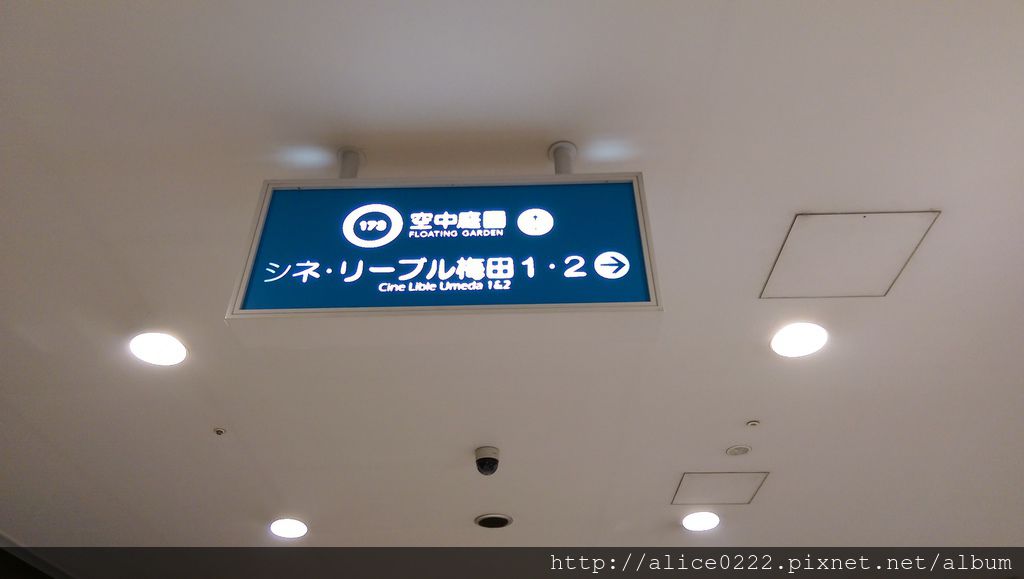 173 空中庭園
FLOATING GARDEN
シネ・リーブル梅田1・2
Cine Lible Umeda 1&2
http://alice0222.pixnet.net/album